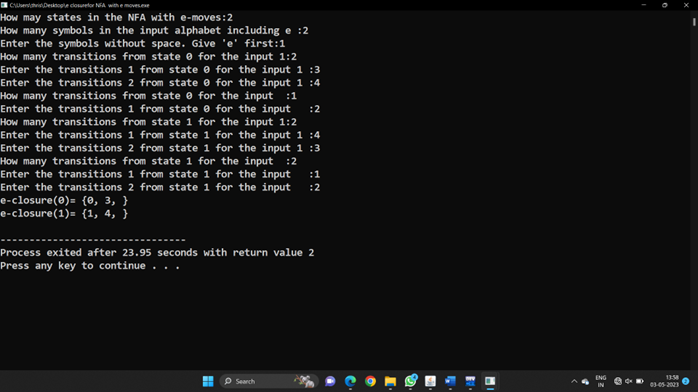 C:\Users\thris\Desktop\e closurefor NFA  with e moves.exe
How may states in the NFA with e-moves:2
How many symbols in the input alphabet including e :2
Enter the symbols without space. Give 'e' first:1
How many transitions from state 0 for the input 1:2
Enter the transitions 1 from state 0 for the input 1 :3
Enter the transitions 2 from state 0 for the input 1 :4
How many transitions from state 0 for the input  :1
Enter the transitions 1 from state 0 for the input   :2
How many transitions from state 1 for the input 1:2
Enter the transitions 1 from state 1 for the input 1 :4
Enter the transitions 2 from state 1 for the input 1 :3
How many transitions from state 1 for the input  :2
Enter the transitions 1 from state 1 for the input   :1
Enter the transitions 2 from state 1 for the input   :2
e-closure(0)= {0, 3, }
e-closure(1)= {1, 4, }
--------------------------------
Process exited after 23.95 seconds with return value 2
Press any key to continue . . .
Search
ENG
IN
13:58
03-05-2023